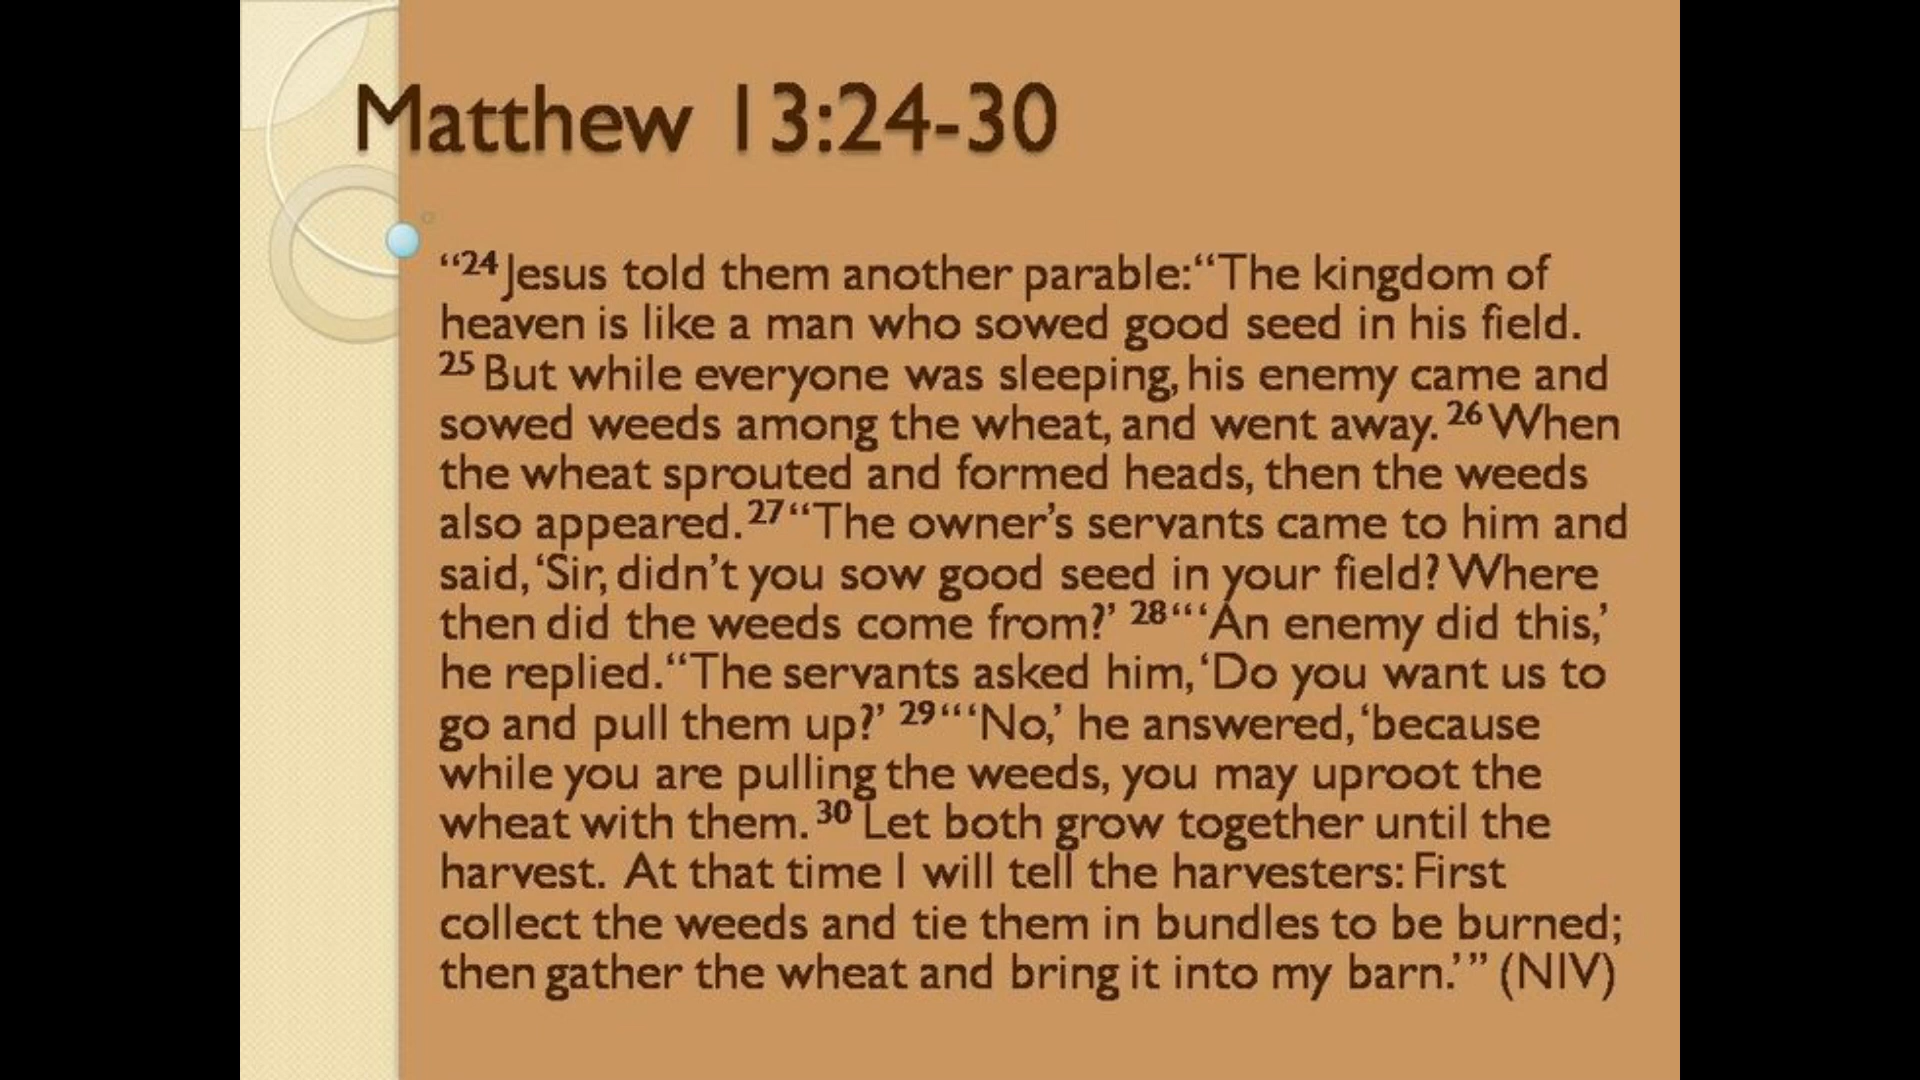 Matthew 13:24-30
“24 Jesus told them another parable: “The kingdom of
heaven is like a man who sowed good seed in his field.
25 But while everyone was sleeping, his enemy came and
sowed weeds among the wheat, and went away. 26 When
the wheat sprouted and formed heads, then the weeds
also appeared. 27 “The owner’s servants came to him and
said, ‘Sir, didn’t you sow good seed in your field? Where
then did the weeds come from?’ 28 “‘“An enemy did this,’
he replied. “The servants asked him, ‘Do you want us to
go and pull them up?’ 29 “‘“No,’ he answered, ‘because
while you are pulling the weeds, you may uproot the
wheat with them. 30 Let both grow together until the
harvest. At that time I will tell the harvesters: First
collect the weeds and tie them in bundles to be burned;
then gather the wheat and bring it into my barn.’” (NIV)